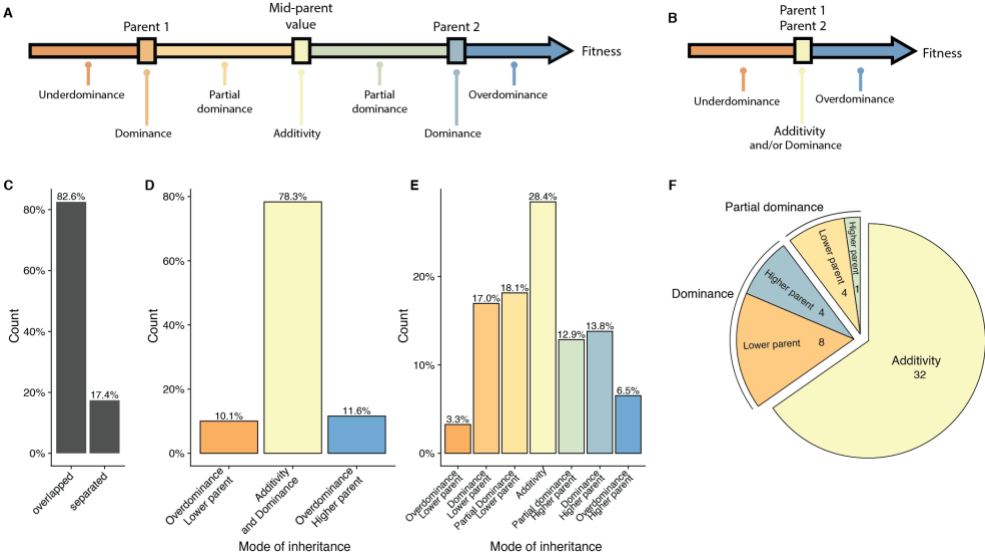 A
Parent 1
Mid-parent
value
Parent 2
Fitness
Underdominance
Dominance
Partial
dominance
Additivity
Partial
dominance
Dominance
Overdominance
B
Parent 1
Parent 2
Fitness
Underdominance
Overdominance
Additivity
and/or Dominance
C
Count
80%
60%
40%
20%
0%
82.6%
17.4%
overlapped
separated
D
Count
80%
60%
40%
20%
0%
10.1%
78.3%
11.6%
Overdominance
Lower parent
Additivity
and Dominance
Overdominance
Higher parent
Mode of inheritance
E
Count
20%
10%
0%
3.3%
17.0%
18.1%
28.4%
12.9%
13.8%
6.5%
Overdominance
Lower parent
Dominance
Lower parent
Partial Dominance
Lower parent
Additivity
Partial dominance
Higher parent
Dominance
Higher parent
Overdominance
Higher parent
Mode of inheritance
F
Partial dominance
Lower parent
4
Higher parent
1
Dominance
Higher parent 4
Lower parent 8
Additivity
32